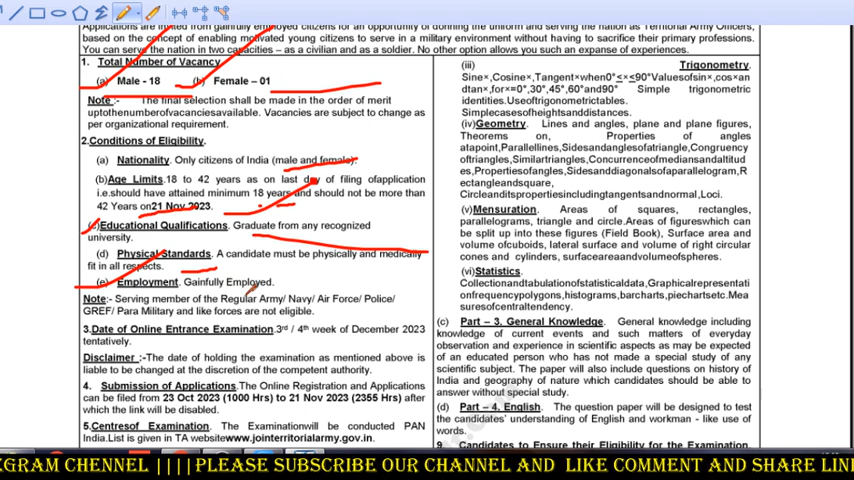 Applications are invited from gainfully employed citizens for an opportunity of donning the uniform and serving the nation as Territorial Army Officers,
based on the concept of enabling motivated young citizens to serve in a military environment without having to sacrifice their primary professions.
You can serve the nation in two capacities – as a civilian and as a soldier. No other option allows you such an expanse of experiences.
1. Total Number of Vacancy
(a) Male - 18 (b) Female – 01
Note :- The final selection shall be made in the order of merit
uptothenumberofvacanciesavailable. Vacancies are subject to change as
per organizational requirement.
2.Conditions of Eligibility.
(a) Nationality. Only citizens of India (male and female).
(b)Age Limits.18 to 42 years as on last day of filing ofapplication
i.e.should have attained minimum 18 years and should not be more than
42 Years on 21 Nov 2023.
(c)Educational Qualifications. Graduate from any recognized
university.
(d) Physical Standards. A candidate must be physically and medically
fit in all respects.
(e) Employment. Gainfully Employed.
Note:- Serving member of the Regular Army/ Navy/ Air Force/ Police/
GREF/ Para Military and like forces are not eligible.
3.Date of Online Entrance Examination.3rd / 4th week of December 2023
tentatively.
Disclaimer :-The date of holding the examination as mentioned above is
liable to be changed at the discretion of the competent authority.
4. Submission of Applications.The Online Registration and Applications
can be filed from 23 Oct 2023 (1000 Hrs) to 21 Nov 2023 (2355 Hrs) after
which the link will be disabled.
5.Centresof Examination. The Examinationwill be conducted PAN
India.List is given in TA websitewww.jointerritorialarmy.gov.in.
(iii) Trigonometry.
Sine×,Cosine×,Tangent×when0°≤×≤90°Valuesofsin×,cos×an
dtan×,for×=0°,30°,45°,60°and90° Simple trigonometric
identities.Useoftrigonometrictables.
Simplecasesofheightsanddistances.
(iv)Geometry. Lines and angles, plane and plane figures,
Theorems on, Properties of angles
atapoint,Parallellines,Sidesandanglesofatriangle,Congruency
oftriangles,Similartriangles,Concurrenceofmediansandaltitud
es,Propertiesofangles,Sidesanddiagonalsofaparallelogram,R
ectangleandsquare,
Circleanditspropertiesincludingtangentsandnormal,Loci.
(v)Mensuration. Areas of squares, rectangles,
parallelograms, triangle and circle.Areas of figureswhich can
be split up into these figures (Field Book), Surface area and
volume ofcuboids, lateral surface and volume of right circular
cones and cylinders, surfaceareaandvolumeofspheres.
(vi)Statistics.
Collectionandtabulationofstatisticaldata,Graphicalrepresentati
onfrequencypolygons,histograms,barcharts,piechartsetc.Mea
suresofcentraltendency.
(c) Part – 3. General Knowledge. General knowledge including
knowledge of current events and such matters of everyday
observation and experience in scientific aspects as may be expected
of an educated person who has not made a special study of any
scientific subject. The paper will also include questions on history of
India and geography of nature which candidates should be able to
answer without special study.
(d) Part – 4, English. The question paper will be designed to test
the candidates' understanding of English and workman - like use of
words.
9. Candidates to Ensure their Eligibility for the Examination.
EGRAM CHENNEL ||||PLEASE SUBSCRIBE OUR CHANNEL AND LIKE COMMENT AND SHARE LIN